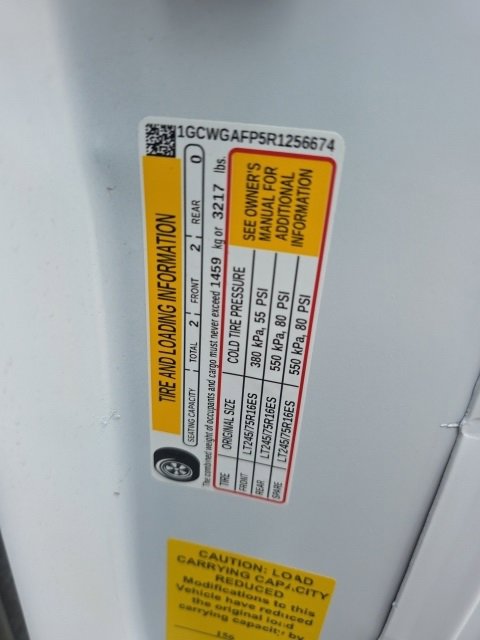 1GCWGAFP5R1256674
TIRE AND LOADING INFORMATION
SEATING CAPACITY TOTAL 2 FRONT 2 REAR 0
The combined weight of occupants and cargo must never exceed 1459 kg or 3217 lbs.
TIRE ORIGINAL SIZE COLD TIRE PRESSURE
FRONT LT245/75R16ES 380 kPa, 55 PSI
REAR LT245/75R16ES 550 kPa, 80 PSI
SPARE LT245/75R16ES 550 kPa, 80 PSI
SEE OWNER'S
MANUAL FOR
ADDITIONAL
INFORMATION
CAUTION: LOAD
CARRYING CAPACITY
REDUCED
Modifications to this
Vehicle have reduced
the original load
carrying capacity by